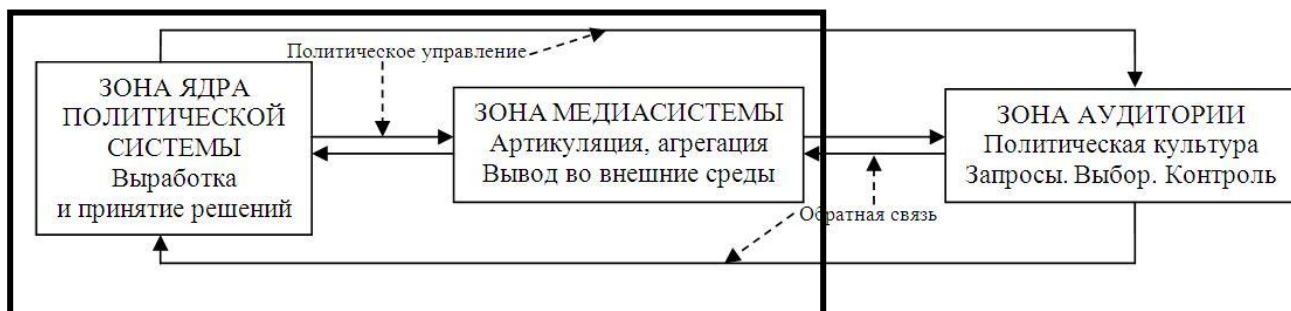 Политическое управление
ЗОНА ЯДРА
ПОЛИТИЧЕСКОЙ
СИСТЕМЫ
Выработка
и принятие решений
ЗОНА МЕДИАСИСТЕМЫ
Артикуляция, агрегация
Вывод во внешние среды
ЗОНА АУДИТОРИИ
Политическая культура
Запросы. Выбор. Контроль
Обратная связь